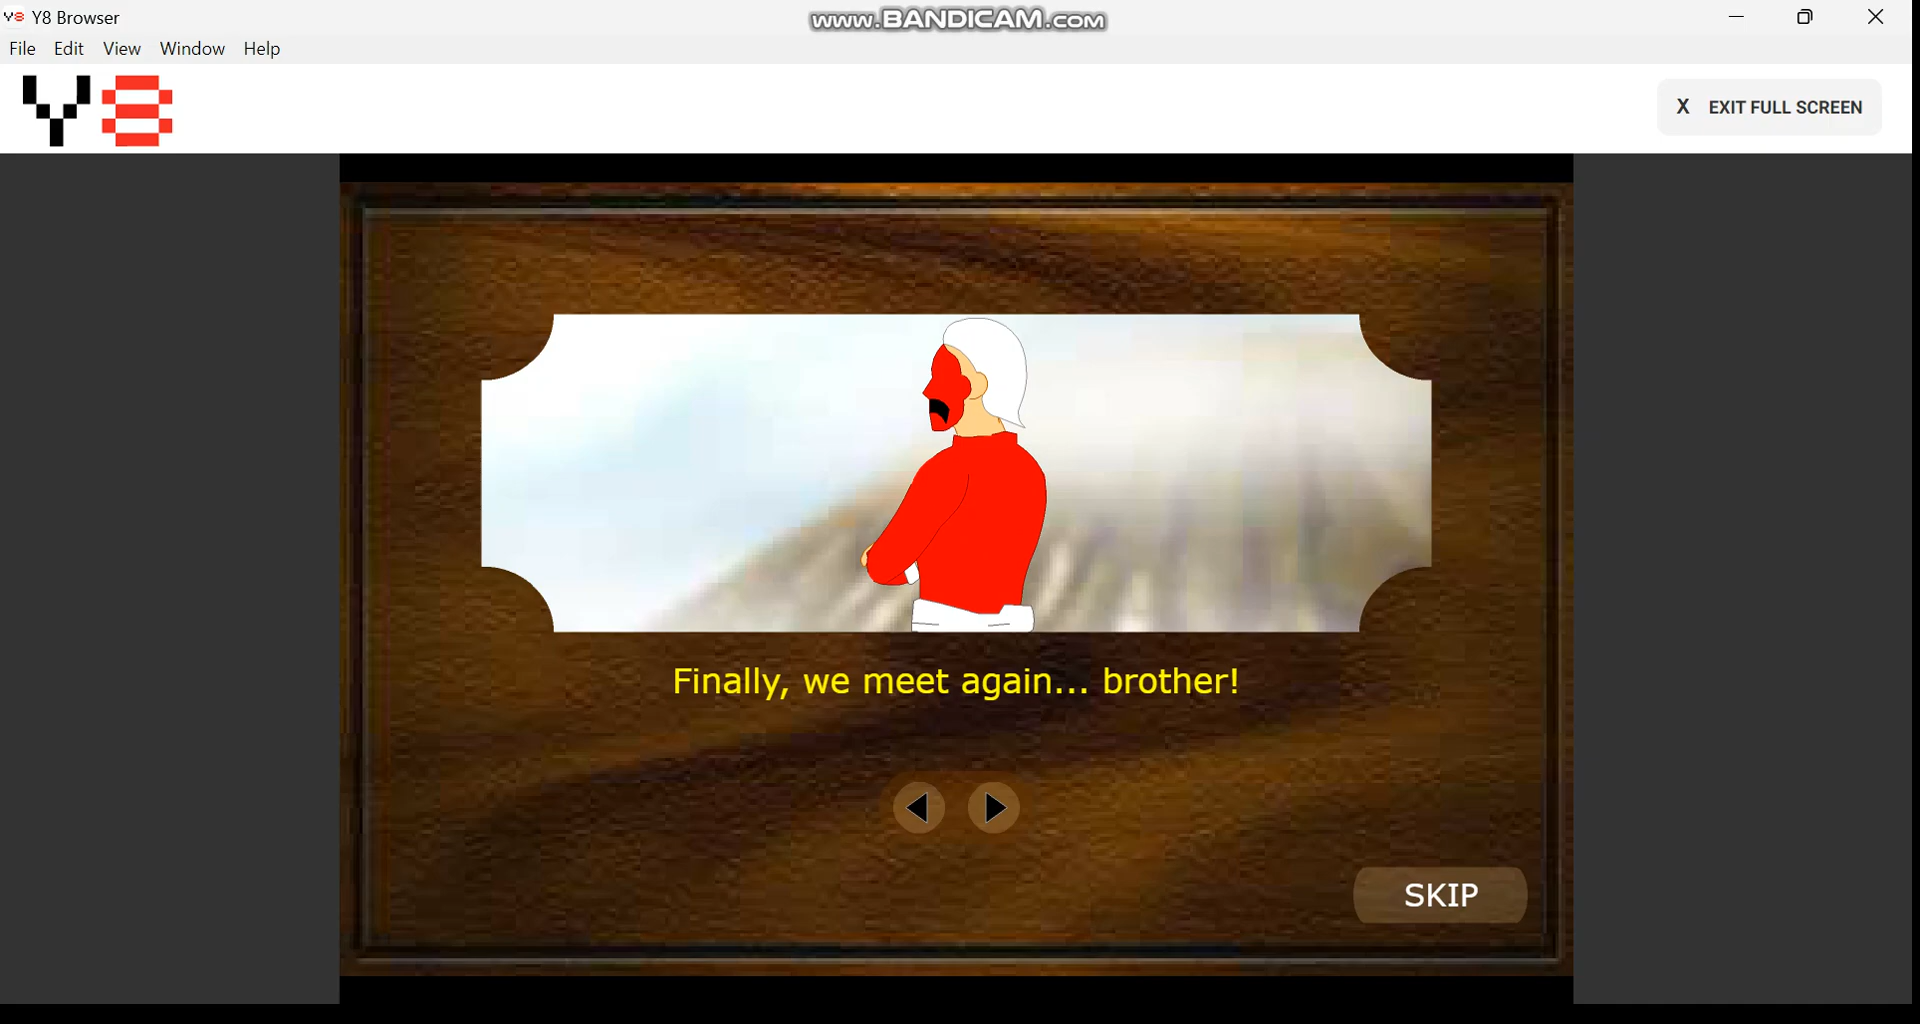 Y8 Browser
www.BANDICAM.com
File Edit View Window Help
Y8
X EXIT FULL SCREEN
Finally, we meet again... brother!
SKIP